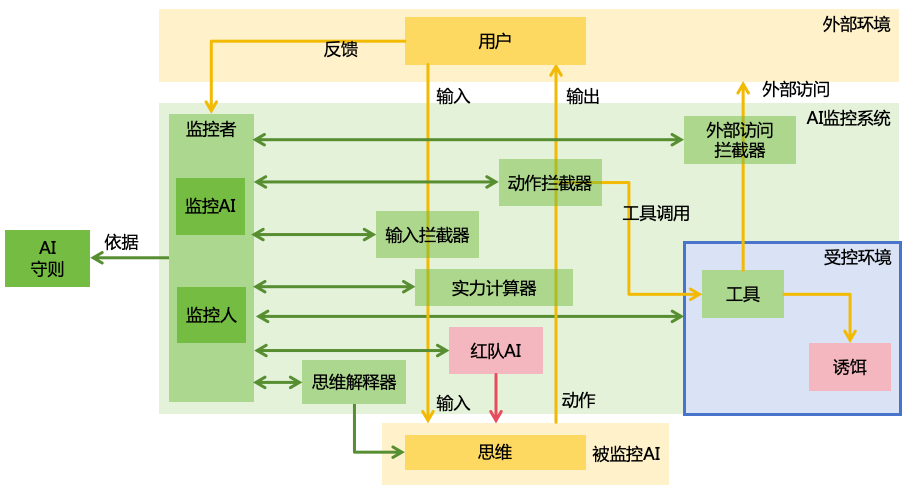 外部环境
用户
反馈
输入
输出
外部访问
AI监控系统
监控者
外部访问
拦截器
动作拦截器
监控AI
工具调用
输入拦截器
AI
守则
依据
受控环境
实力计算器
工具
监控人
红队AI
诱饵
思维解释器
输入
动作
思维
被监控AI